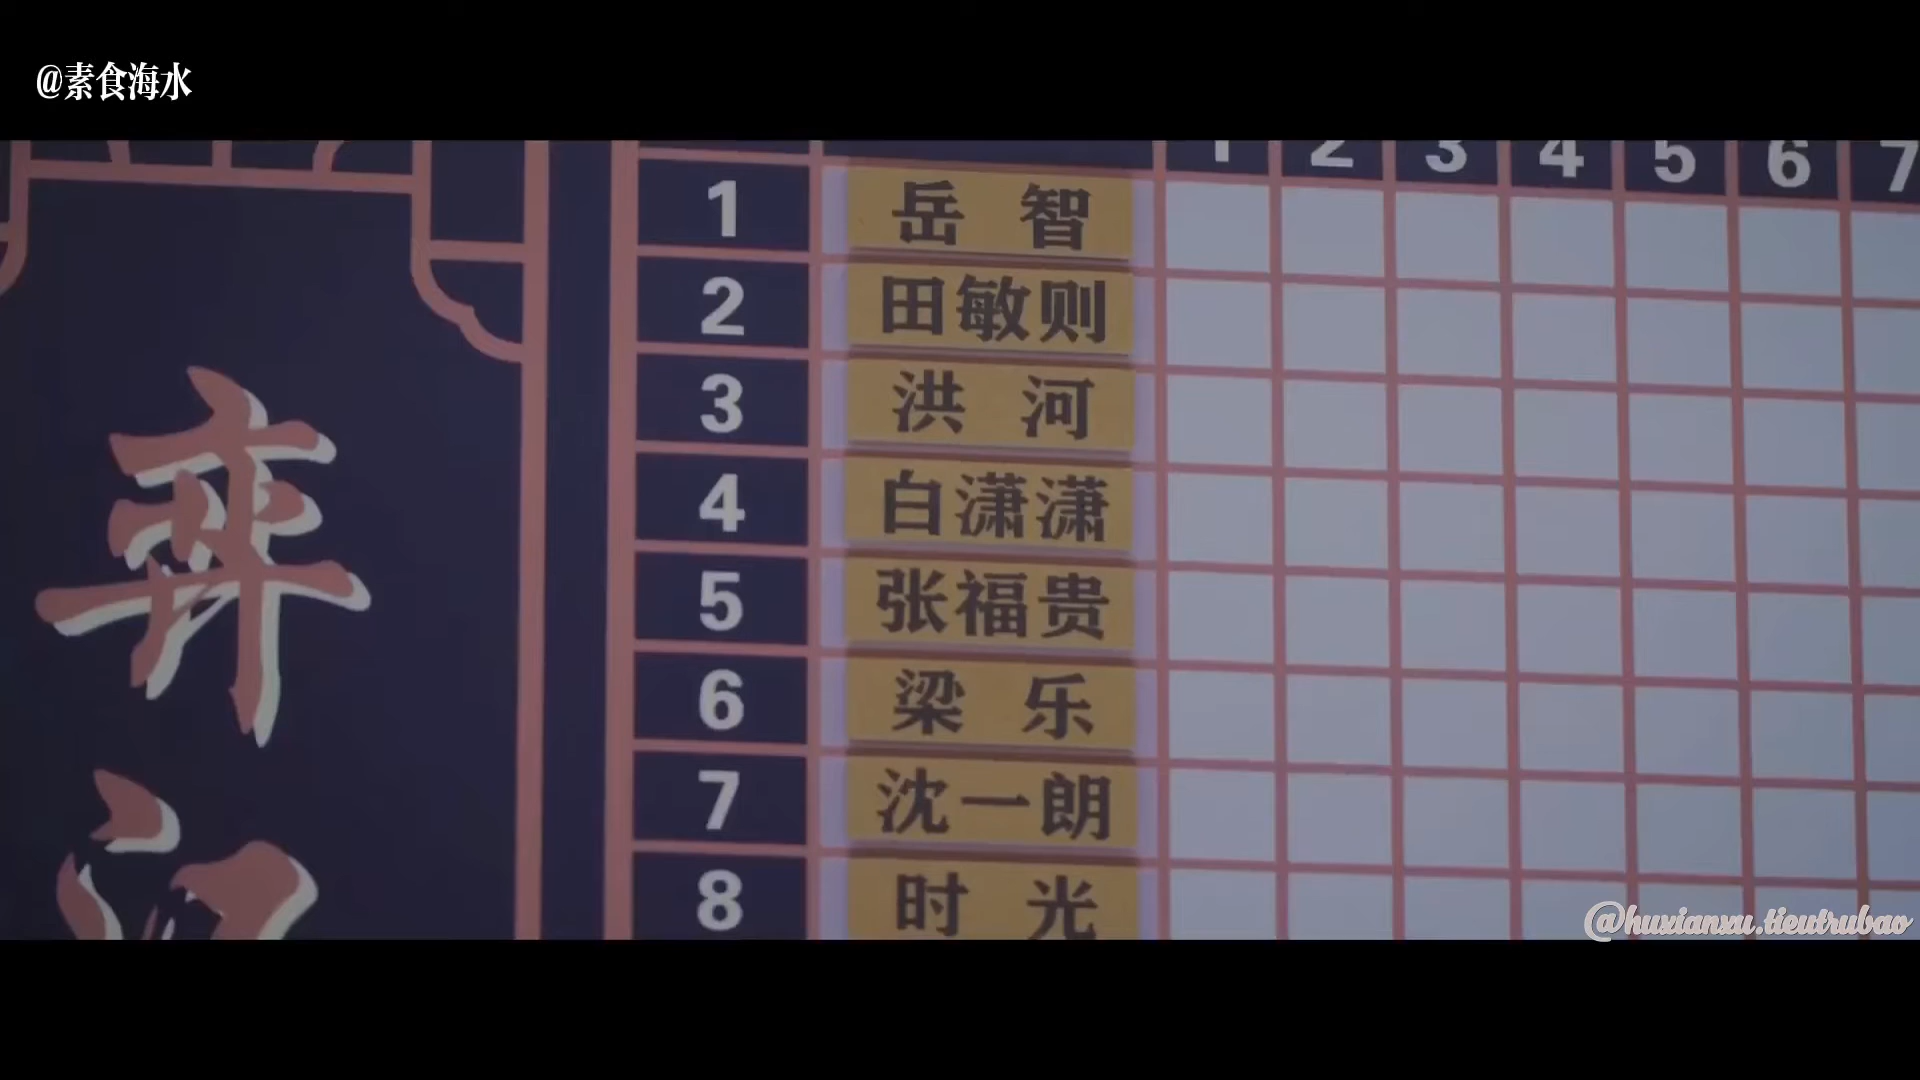 @素食海水
1 2 3 4 5 6 7
1 岳 智
2 田敏则
3 洪 河
4 白潇潇
5 张福贵
6 梁 乐
7 沈一朗
8 时 光
弈
@huxianxu.tieutrubao